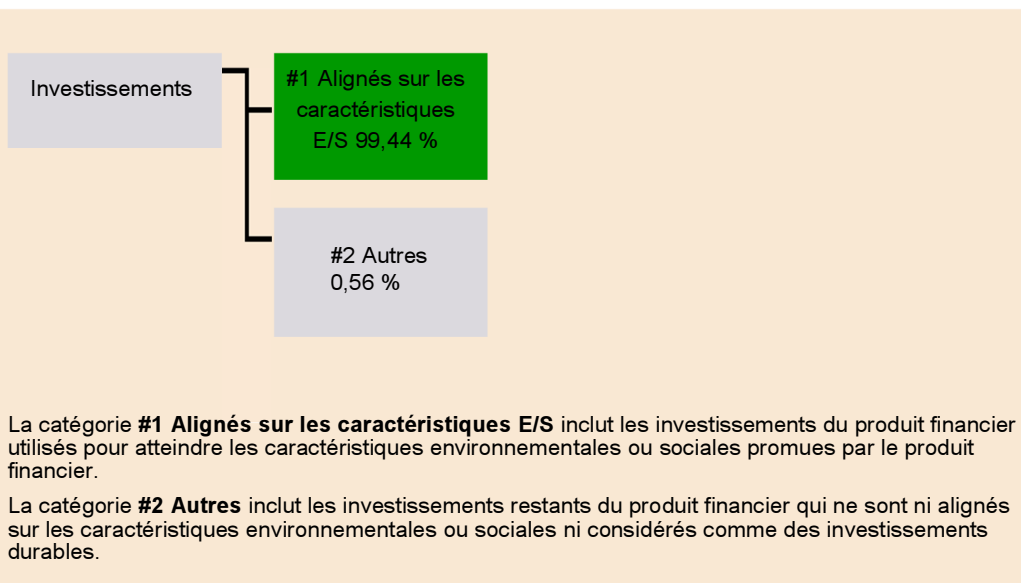 Investissements
#1 Alignés sur les
caractéristiques
E/S 99,44 %
#2 Autres
0,56 %
La catégorie #1 Alignés sur les caractéristiques E/S inclut les investissements du produit financier
utilisés pour atteindre les caractéristiques environnementales ou sociales promues par le produit
financier.
La catégorie #2 Autres inclut les investissements restants du produit financier qui ne sont ni alignés
sur les caractéristiques environnementales ou sociales ni considérés comme des investissements
durables.